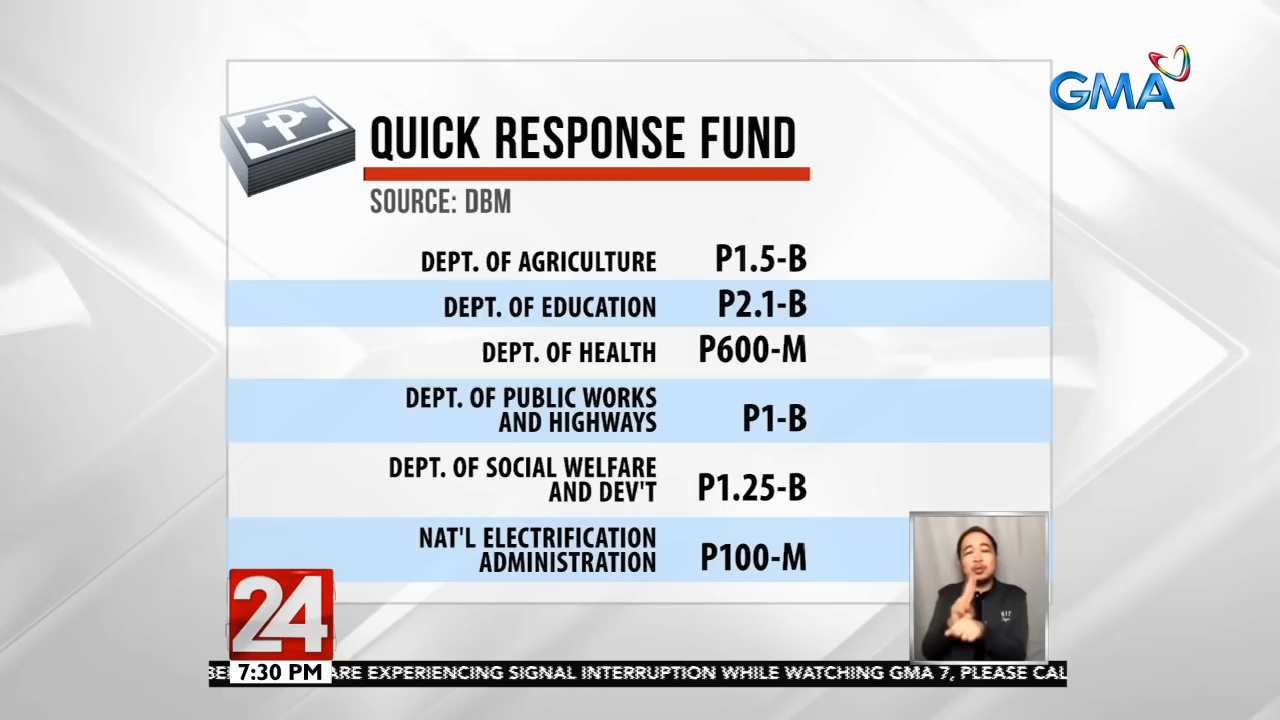 GMA
QUICK RESPONSE FUND
SOURCE: DBM
DEPT. OF AGRICULTURE P1.5-B
DEPT. OF EDUCATION P2.1-B
DEPT. OF HEALTH P600-M
DEPT. OF PUBLIC WORKS
AND HIGHWAYS P1-B
DEPT. OF SOCIAL WELFARE
AND DEV'T P1.25-B
NAT'L ELECTRIFICATION
ADMINISTRATION P100-M
24
7:30 PM
ARE EXPERIENCING SIGNAL INTERRUPTION WHILE WATCHING GMA 7, PLEASE CAL